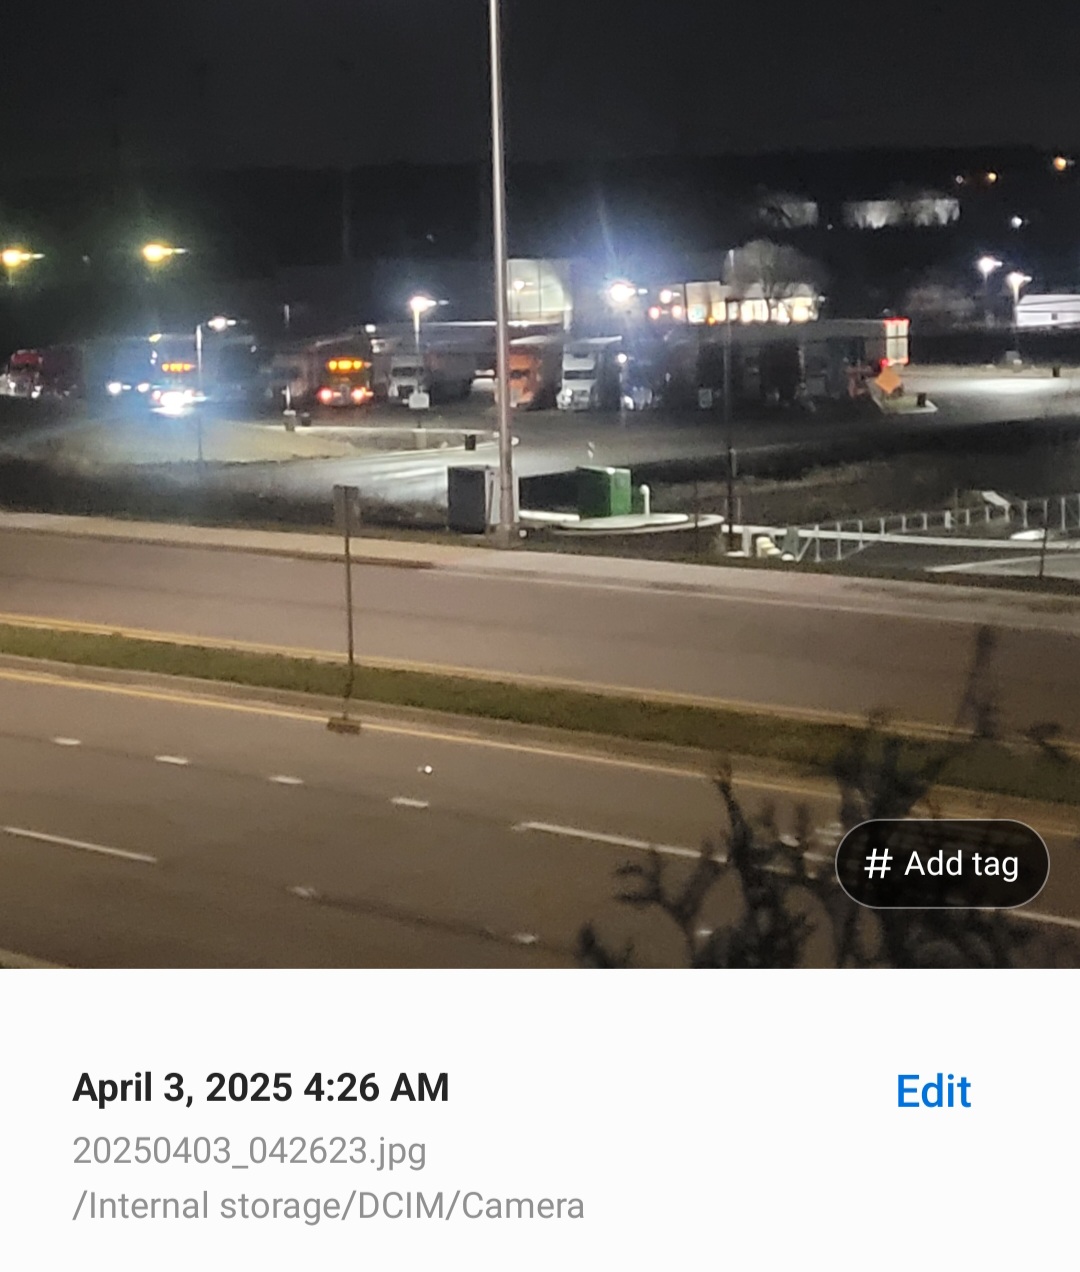 # Add tag
April 3, 2025 4:26 AM
Edit
20250403_042623.jpg
/Internal storage/DCIM/Camera